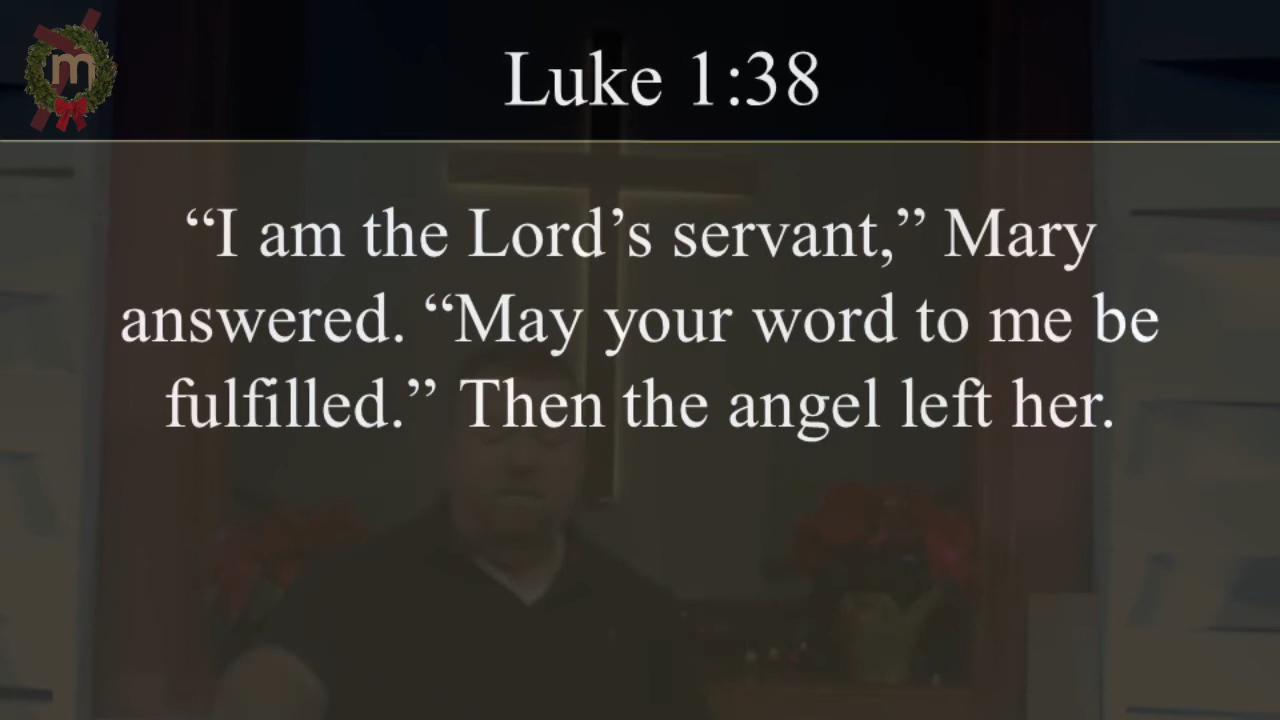 m
Luke 1:38
“I am the Lord’s servant,” Mary
answered. “May your word to me be
fulfilled.” Then the angel left her.